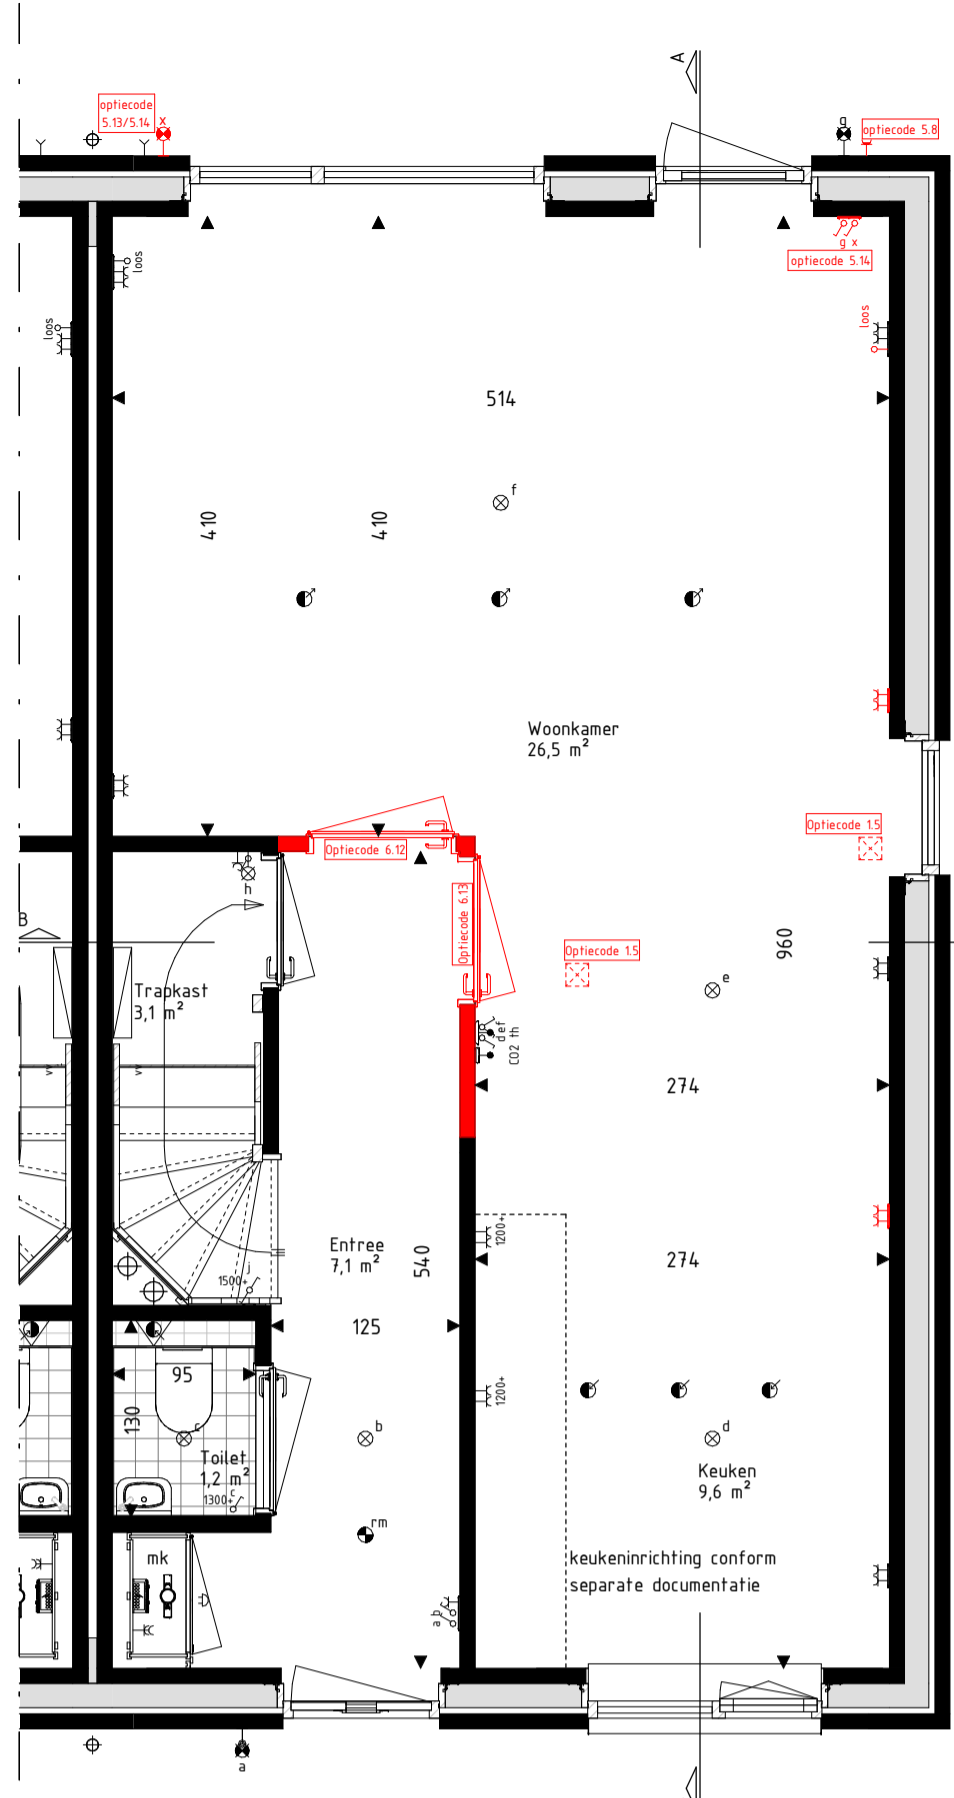 A
optiecode
5.13/5.14
x
g
optiecode 5.8
g x
optiecode 5.14
loos
loos
loos
514
f
410
410
Woonkamer
26,5 m²
Optiecode 1.5
Optiecode 6.12
h
Optiecode 6.13
B
Optiecode 1.5
960
e
Trapkast
3,1 m²
def
CO2 th
vv
vv
274
1200+
Entree
7,1 m²
540
274
j
1500+
125
95
1200+
130
c
b
d
Toilet
1,2 m²
c
1300+
Keuken
9,6 m²
rm
mk
keukeninrichting conform
separate documentatie
a b
a